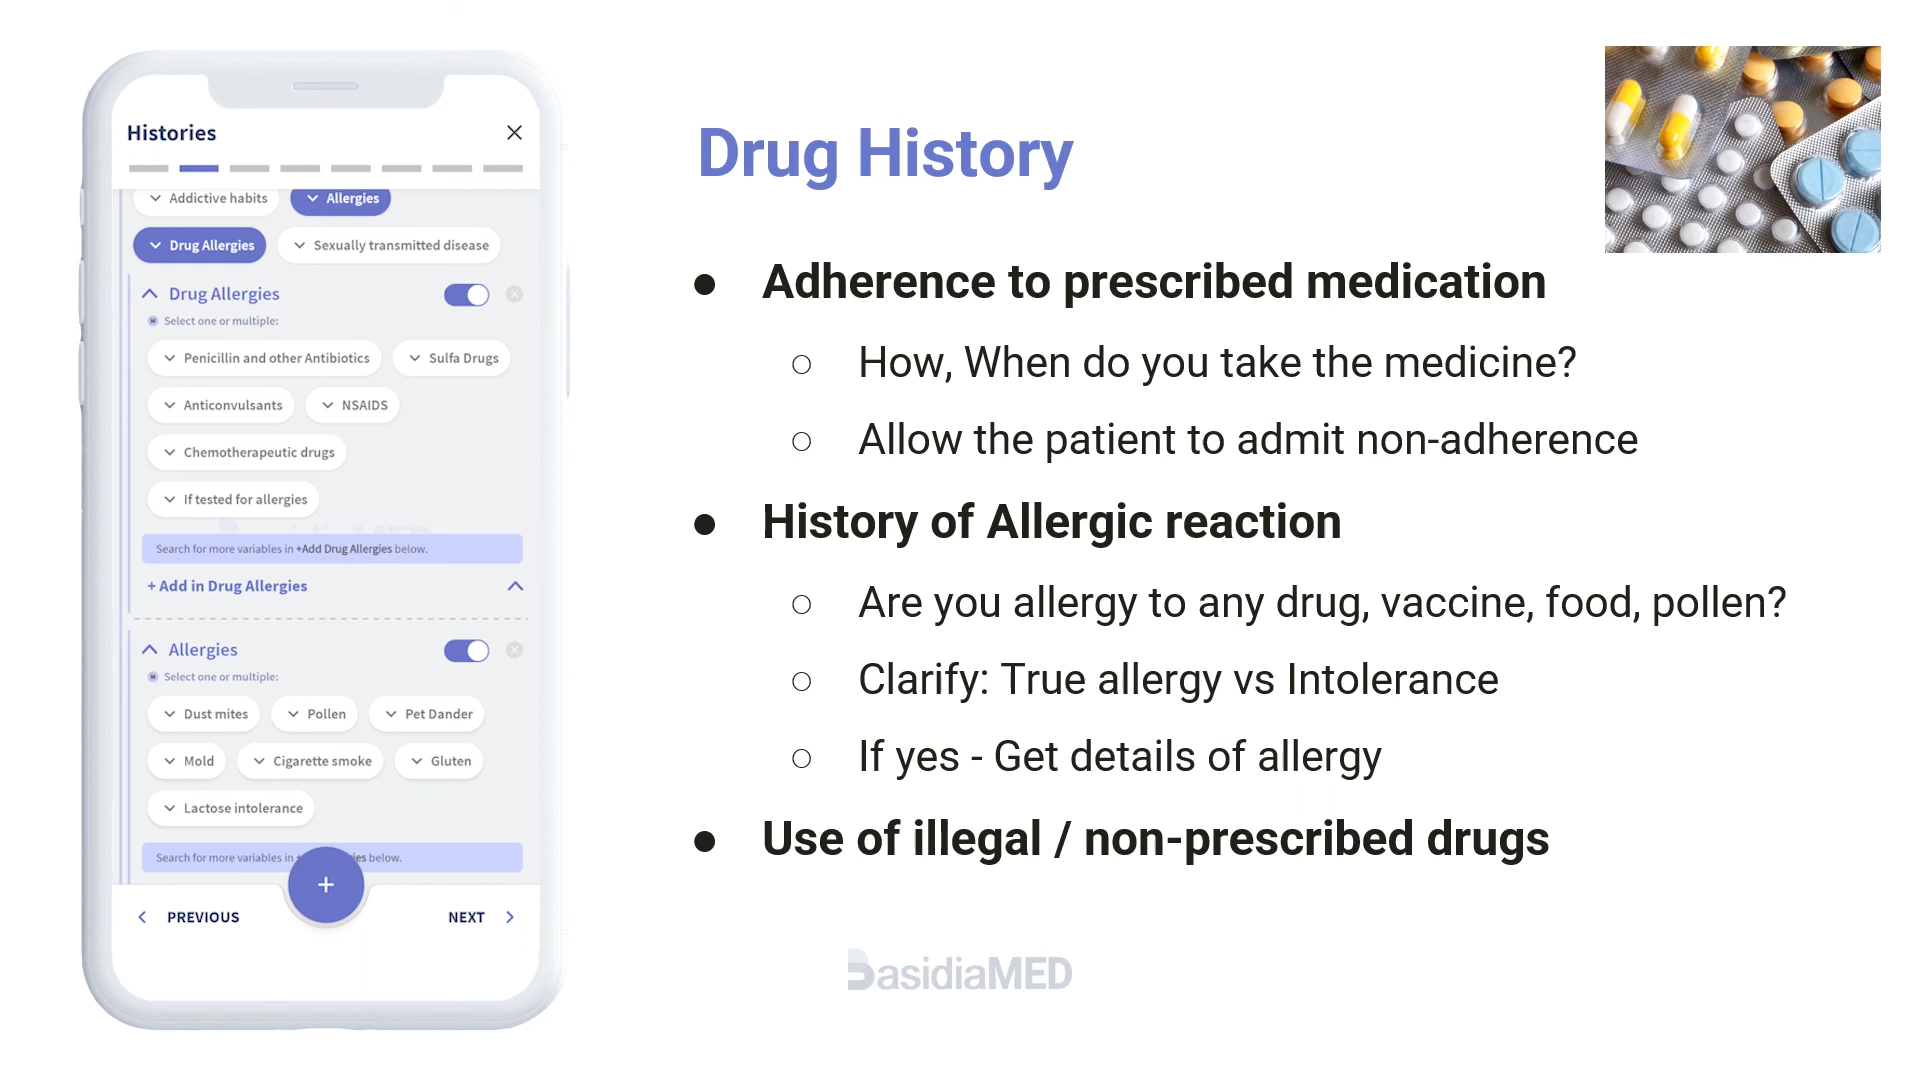 Histories
Addictive habits
Allergies
Drug Allergies
Sexually transmitted disease
Drug Allergies
Select one or multiple:
Penicillin and other Antibiotics
Sulfa Drugs
Anticonvulsants
NSAIDS
Chemotherapeutic drugs
If tested for allergies
Search for more variables in +Add Drug Allergies below.
+ Add in Drug Allergies
Allergies
Select one or multiple:
Dust mites
Pollen
Pet Dander
Mold
Cigarette smoke
Gluten
Lactose intolerance
Search for more variables in below.
PREVIOUS
NEXT
Drug History
Adherence to prescribed medication
How, When do you take the medicine?
Allow the patient to admit non-adherence
History of Allergic reaction
Are you allergy to any drug, vaccine, food, pollen?
Clarify: True allergy vs Intolerance
If yes - Get details of allergy
Use of illegal / non-prescribed drugs
BasidiaMED